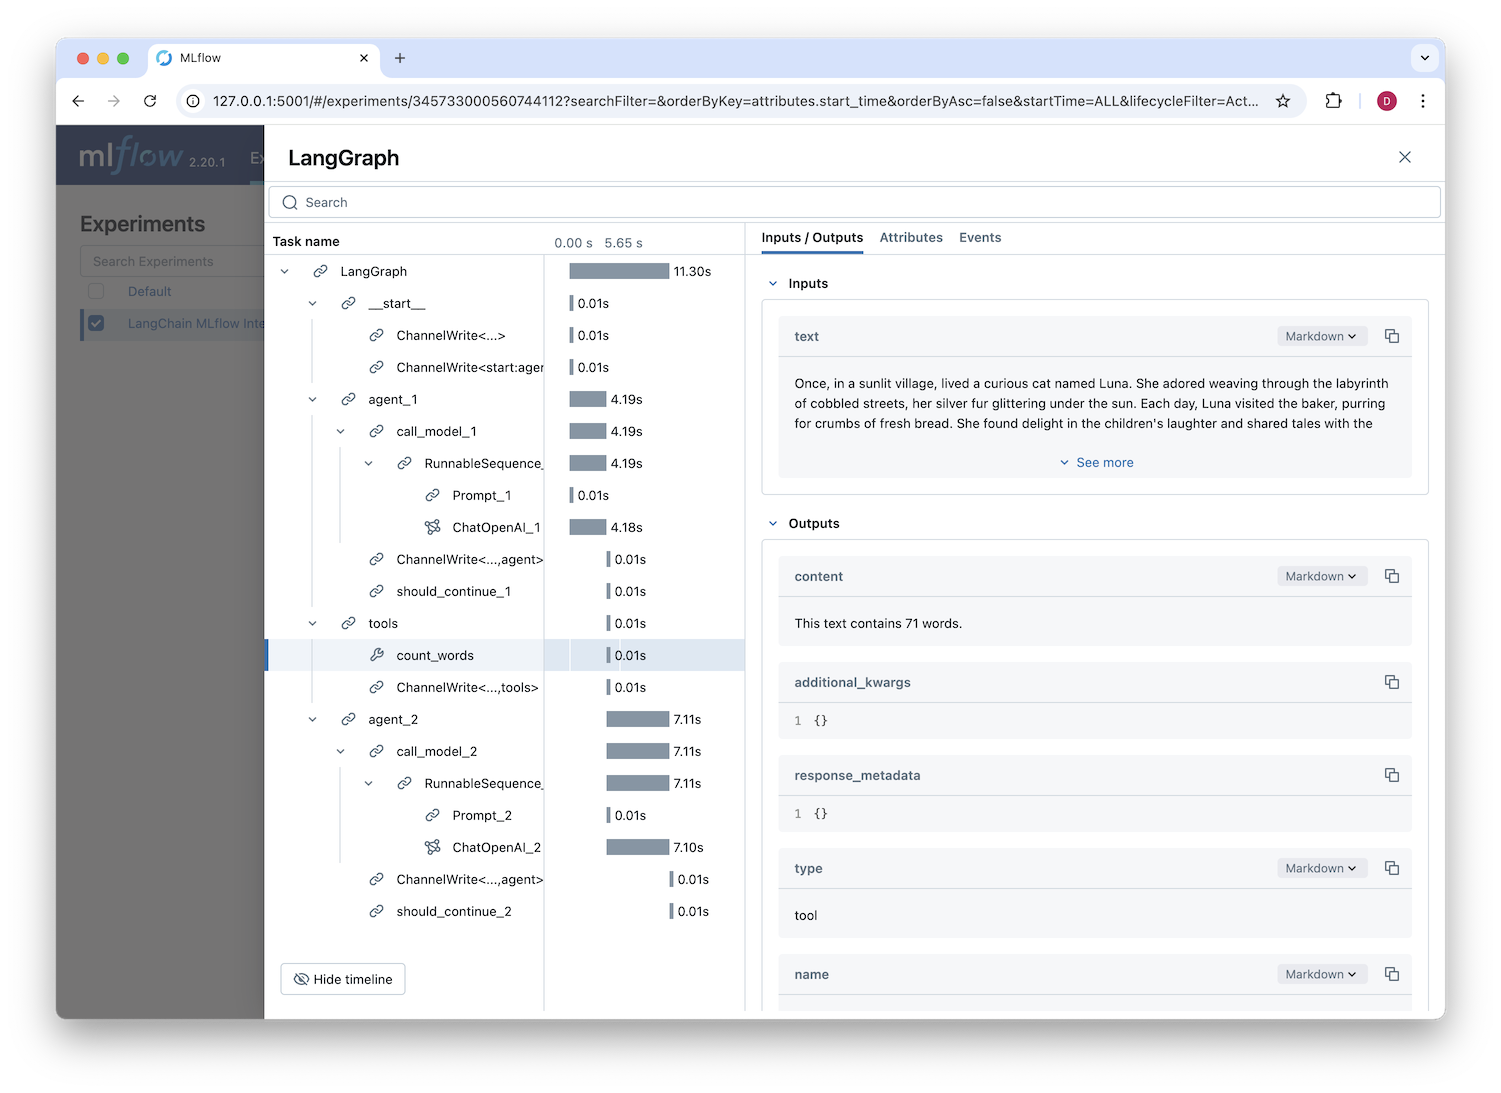 MLflow
127.0.0.1:5001/#/experiments/345733000560744112?searchFilter=&orderByKey=attributes.start_time&orderByAsc=false&startTime=ALL&lifecycleFilter=Act...
D
mlflow 2.20.1
Ex
Experiments
Search Experiments
Default
LangChain MLflow Inte
LangGraph
Search
Task name
0.00 s 5.65 s
LangGraph 11.30s
__start__ 0.01s
ChannelWrite<...> 0.01s
ChannelWrite<start:agen 0.01s
agent_1 4.19s
call_model_1 4.19s
RunnableSequence_ 4.19s
Prompt_1 0.01s
ChatOpenAI_1 4.18s
ChannelWrite<...,agent> 0.01s
should_continue_1 0.01s
tools 0.01s
count_words 0.01s
ChannelWrite<...,tools> 0.01s
agent_2 7.11s
call_model_2 7.11s
RunnableSequence_ 7.11s
Prompt_2 0.01s
ChatOpenAI_2 7.10s
ChannelWrite<...,agent> 0.01s
should_continue_2 0.01s
Hide timeline
Inputs / Outputs Attributes Events
Inputs
text Markdown
Once, in a sunlit village, lived a curious cat named Luna. She adored weaving through the labyrinth
of cobbled streets, her silver fur glittering under the sun. Each day, Luna visited the baker, purring
for crumbs of fresh bread. She found delight in the children's laughter and shared tales with the
See more
Outputs
content Markdown
This text contains 71 words.
additional_kwargs
1 {}
response_metadata
1 {}
type Markdown
tool
name Markdown